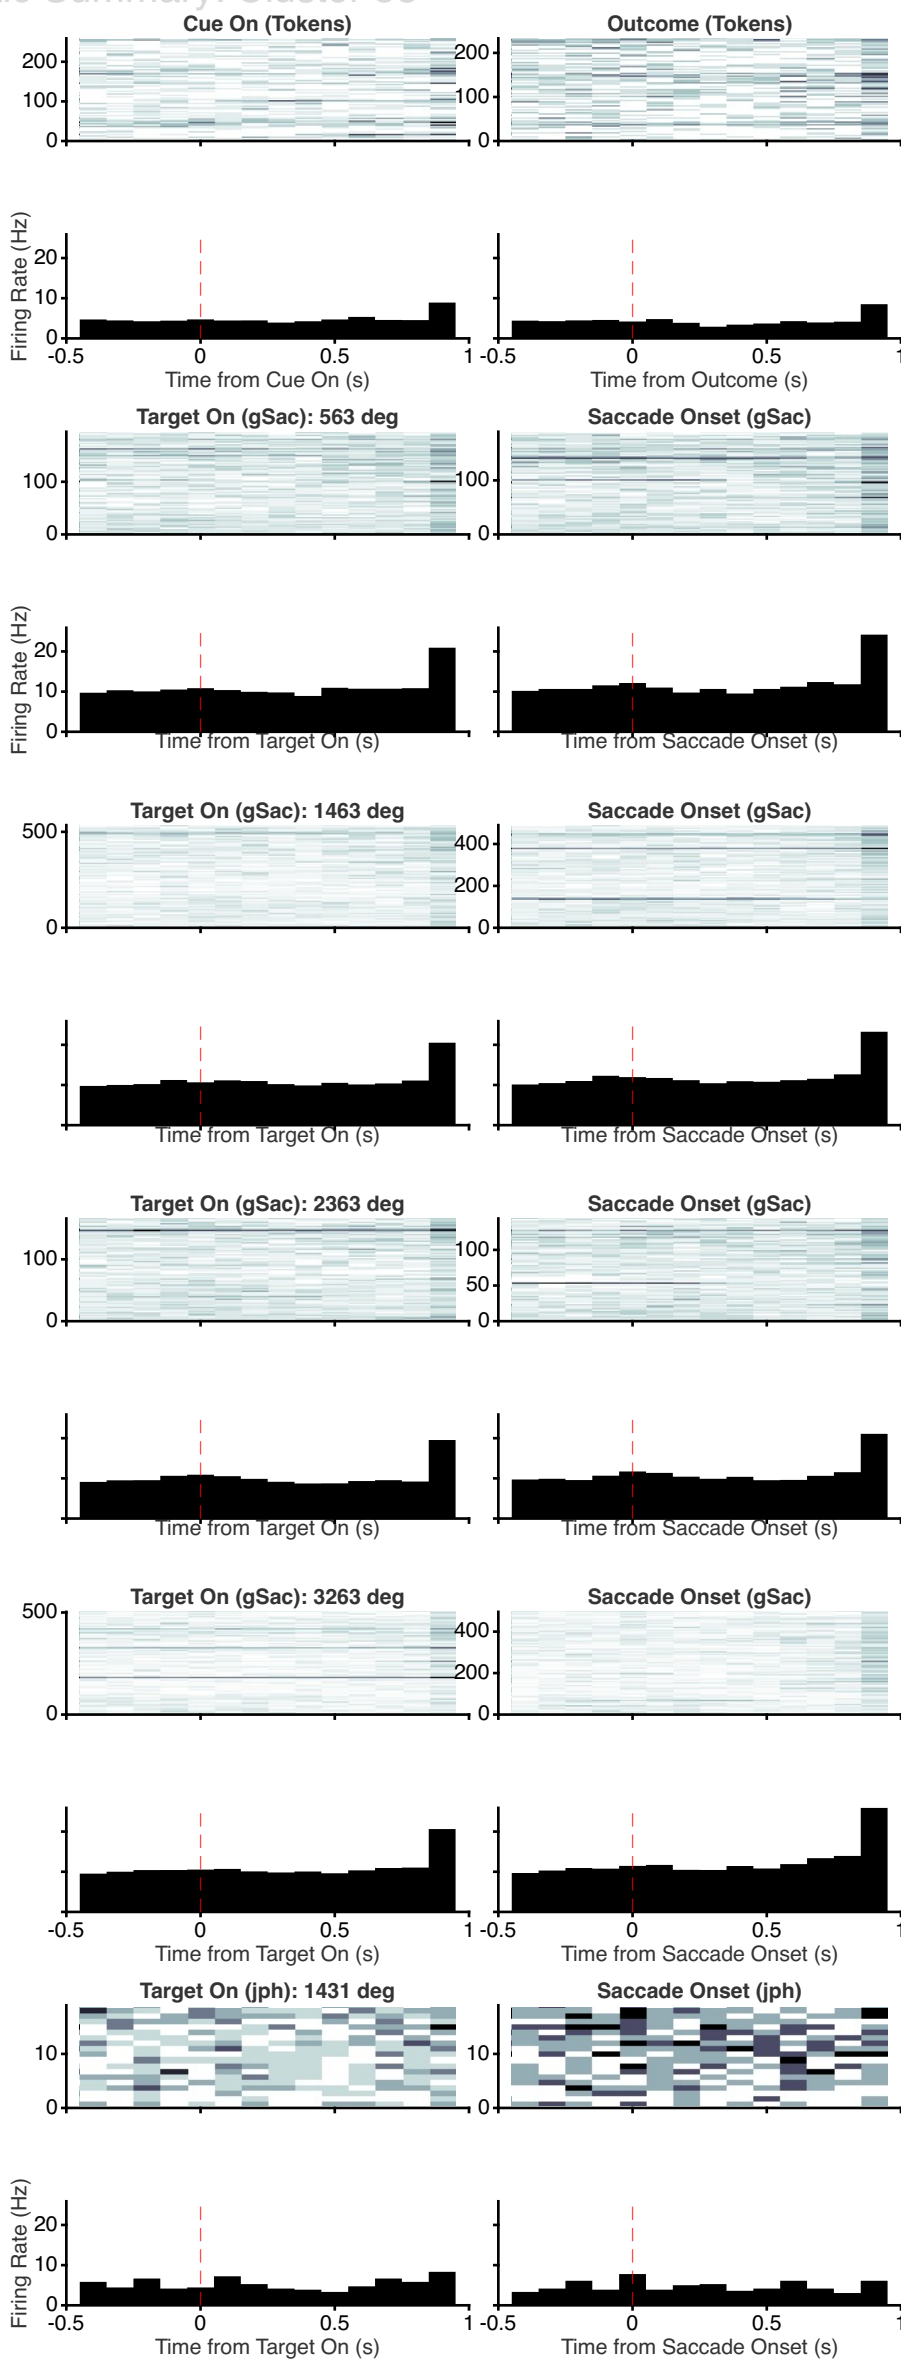 Summary: Cluster
Cue On (Tokens) Outcome (Tokens)
200 200
100 100
0 0
Firing Rate (Hz)
20
10
0
-0.5 0 0.5 1 -0.5 0 0.5 1
Time from Cue On (s) Time from Outcome (s)
Target On (gSac): 563 deg Saccade Onset (gSac)
100 100
0 0
Firing Rate (Hz)
20
10
0
Time from Target On (s) Time from Saccade Onset (s)
Target On (gSac): 1463 deg Saccade Onset (gSac)
500 400
200
0 0
Time from Target On (s) Time from Saccade Onset (s)
Target On (gSac): 2363 deg Saccade Onset (gSac)
100 100
50
0 0
Time from Target On (s) Time from Saccade Onset (s)
Target On (gSac): 3263 deg Saccade Onset (gSac)
500 400
200
0 0
-0.5 0 0.5 1 -0.5 0 0.5 1
Time from Target On (s) Time from Saccade Onset (s)
Target On (jph): 1431 deg Saccade Onset (jph)
10 10
0 0
Firing Rate (Hz)
20
10
0
-0.5 0 0.5 1 -0.5 0 0.5 1
Time from Target On (s) Time from Saccade Onset (s)